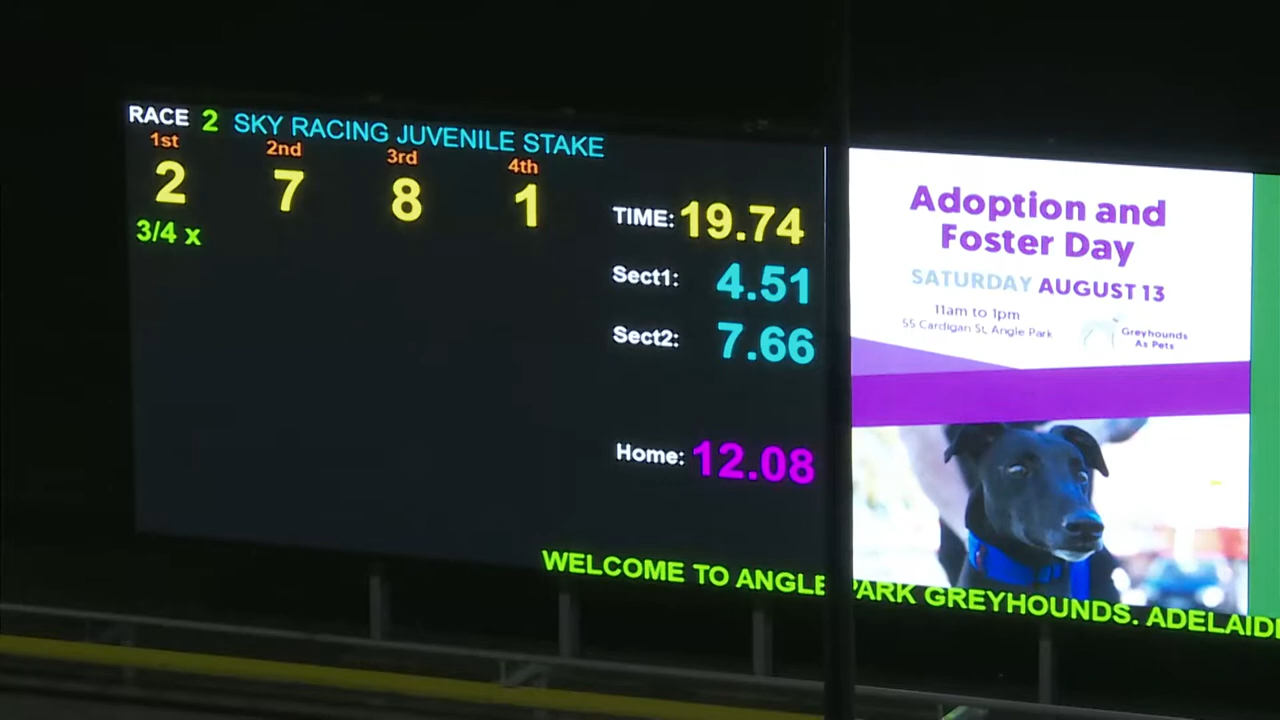 RACE 2 SKY RACING JUVENILE STAKE
1st 2nd 3rd 4th
2 7 8 1
3/4 x
TIME: 19.74
Sect1: 4.51
Sect2: 7.66
Home: 12.08
Adoption and
Foster Day
SATURDAY AUGUST 13
11am to 1pm
55 Cardigan St, Angle Park
Greyhounds
As Pets
WELCOME TO ANGLE PARK GREYHOUNDS. ADELAID